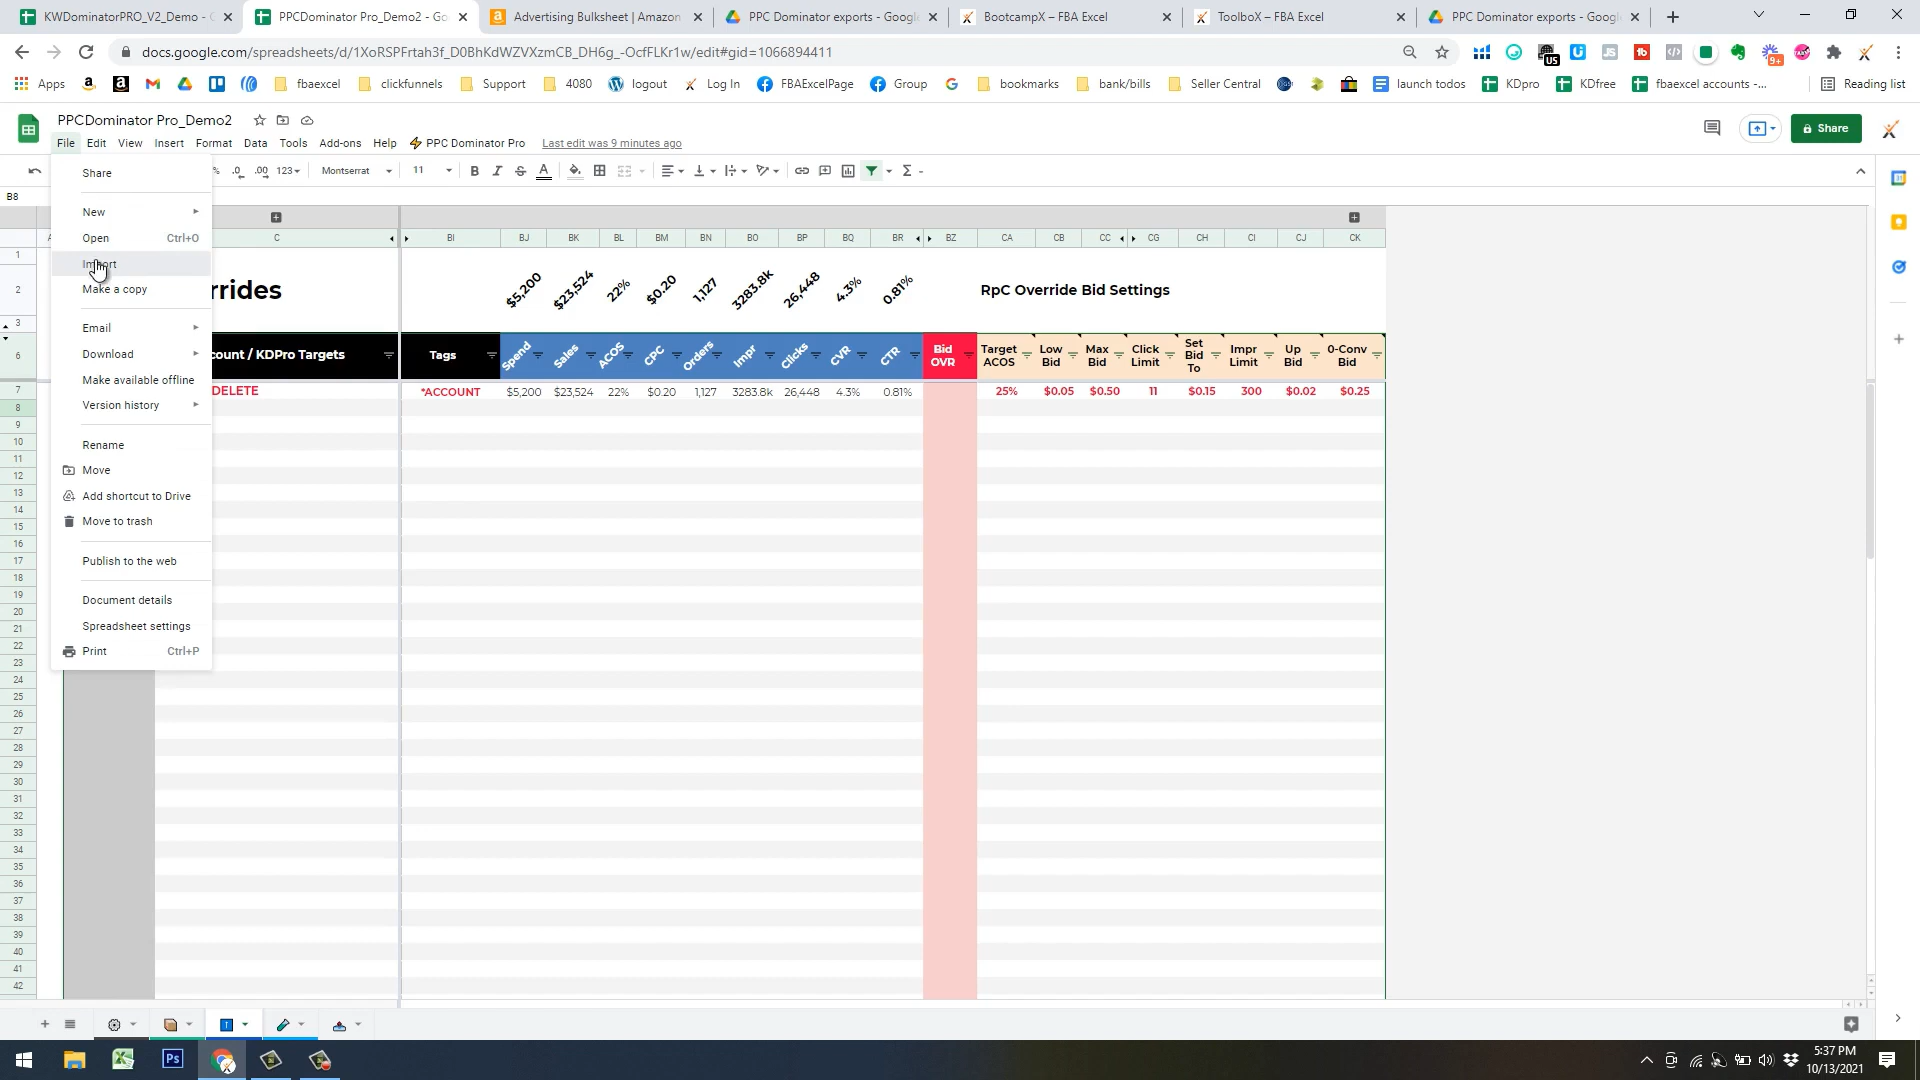 KWDominatorPRO_V2_Demo - G
PPCDominator Pro_Demo2 - Go
Advertising Bulksheet | Amazon
PPC Dominator exports - Google
BootcampX – FBA Excel
ToolboX – FBA Excel
PPC Dominator exports - Google
docs.google.com/spreadsheets/d/1XoRSPFrtah3f_D0BhKdWZVXzmCB_DH6g_-OcfFLKr1w/edit#gid=1066894411
US
9+
Apps
fbaexcel
clickfunnels
Support
4080
logout
Log In
FBAExcelPage
Group
bookmarks
bank/bills
Seller Central
launch todos
KDpro
KDfree
fbaexcel accounts -...
Reading list
PPCDominator Pro_Demo2
Share
File Edit View Insert Format Data Tools Add-ons Help PPC Dominator Pro Last edit was 9 minutes ago
% .0 .00 123 Montserrat 11 B I S A
B8
C BI BJ BK BL BM BN BO BP BQ BR BZ CA CB CC CG CH CI CJ CK
Share
New
Open Ctrl+O
Import
Make a copy
Email
Download
Make available offline
Version history
Rename
Move
Add shortcut to Drive
Move to trash
Publish to the web
Document details
Spreadsheet settings
Print Ctrl+P
rrides $5,200 $23,524 22% $0.20 1,127 3283.8k 26,448 4.3% 0.81% RpC Override Bid Settings
count / KDPro Targets Tags Spend Sales ACOS CPC Orders Impr Clicks CVR CTR Bid OVR Target ACOS Low Bid Max Bid Click Limit Set Bid To Impr Limit Up Bid 0-Conv Bid
DELETE *ACCOUNT $5,200 $23,524 22% $0.20 1,127 3283.8k 26,448 4.3% 0.81% 25% $0.05 $0.50 11 $0.15 300 $0.02 $0.25
1
2
3
6
7
8
9
10
11
12
13
14
15
16
17
18
19
20
21
22
23
24
25
26
27
28
29
30
31
32
33
34
35
36
37
38
39
40
41
42
Ps
5:37 PM
10/13/2021